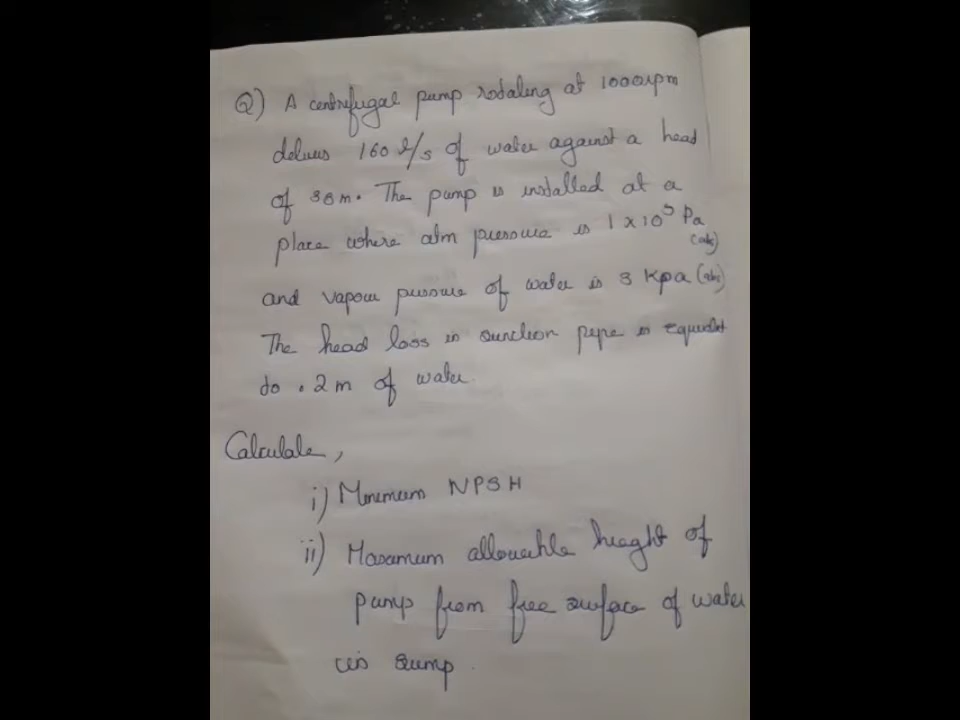 Q) A centrifugal pump rotating at 1000rpm
delivers 160 l/s of water against a head
of 30m. The pump is installed at a
place where atm pressure is 1 x 10⁵ Pa
(abs)
and vapour pressure of water is 3 kpa (abs)
The head loss in suction pipe is equivalent
to .2m of water.
Calculate,
i) Minimum NPSH
ii) Maximum allowable height of
pump from free surface of water
in sump.